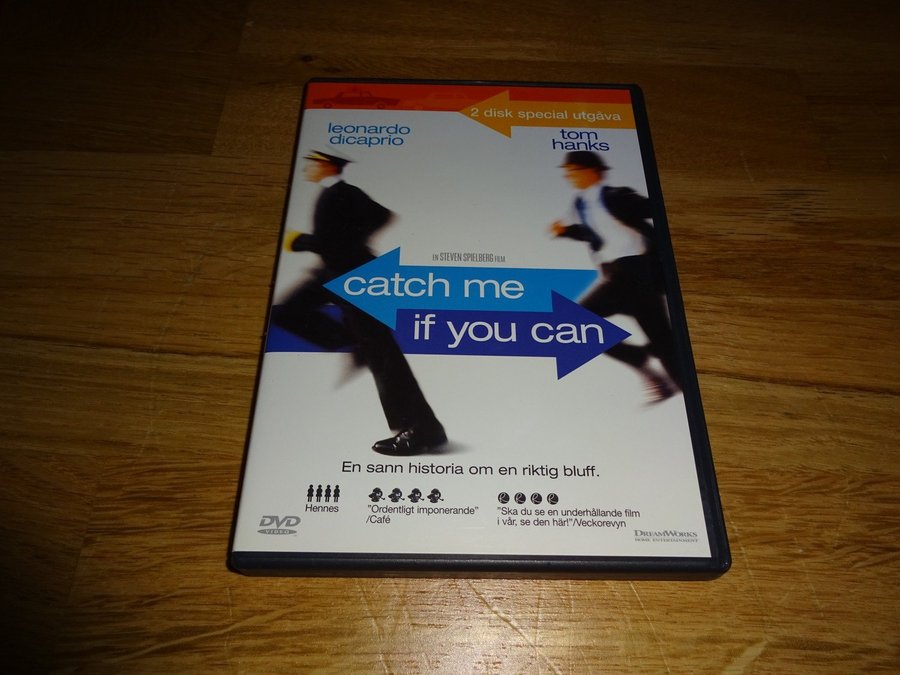 2 disk special utgåva
leonardo
dicaprio
tom
hanks
EN STEVEN SPIELBERG FILM
catch me
if you can
En sann historia om en riktig bluff.
Hennes
"Ordentligt imponerande"
/Café
"Ska du se en underhållande film
i vår, se den här!"/Veckorevyn
DVD
VIDEO
DREAMWORKS
HOME ENTERTAINMENT